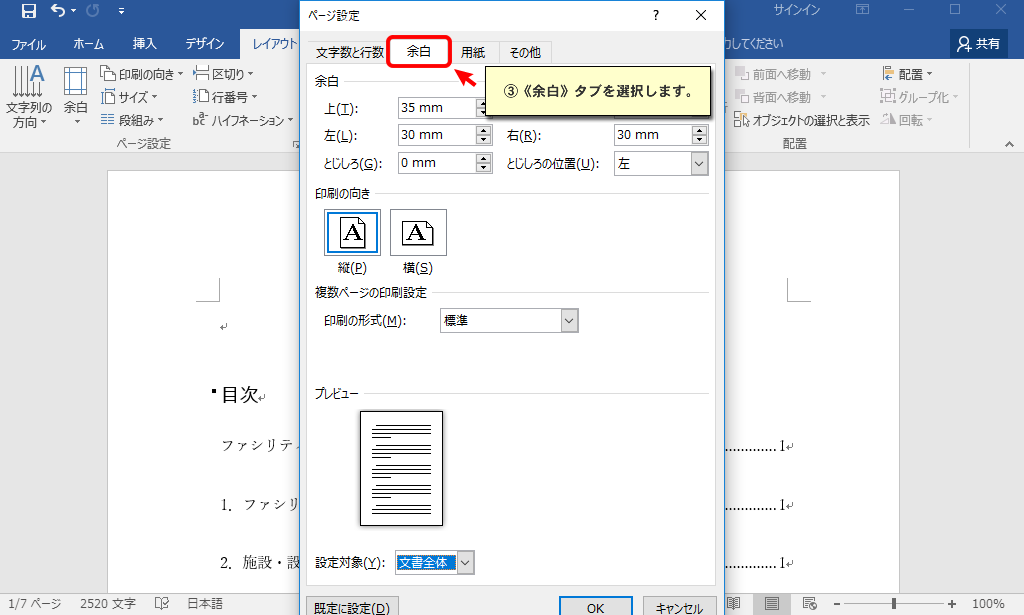 ページ設定
?
サインイン
ファイル
ホーム
挿入
デザイン
レイアウト
力してください
共有
文字数と行数
余白
用紙
その他
③《余白》タブを選択します。
文字列の
方向
余白
印刷の向き
サイズ
段組み
区切り
行番号
ハイフネーション
ページ設定
前面へ移動
背面へ移動
オブジェクトの選択と表示
配置
グループ化
回転
配置
余白
上(T):
35 mm
左(L):
30 mm
右(R):
30 mm
とじしろ(G):
0 mm
とじしろの位置(U):
左
印刷の向き
A
A
縦(P)
横(S)
複数ページの印刷設定
印刷の形式(M):
標準
プレビュー
設定対象(Y):
文書全体
既定に設定(D)
OK
キャンセル
目次
ファシリティ
1
1. ファシリ
1
2. 施設・設
1
1/7 ページ
2520 文字
日本語
100%